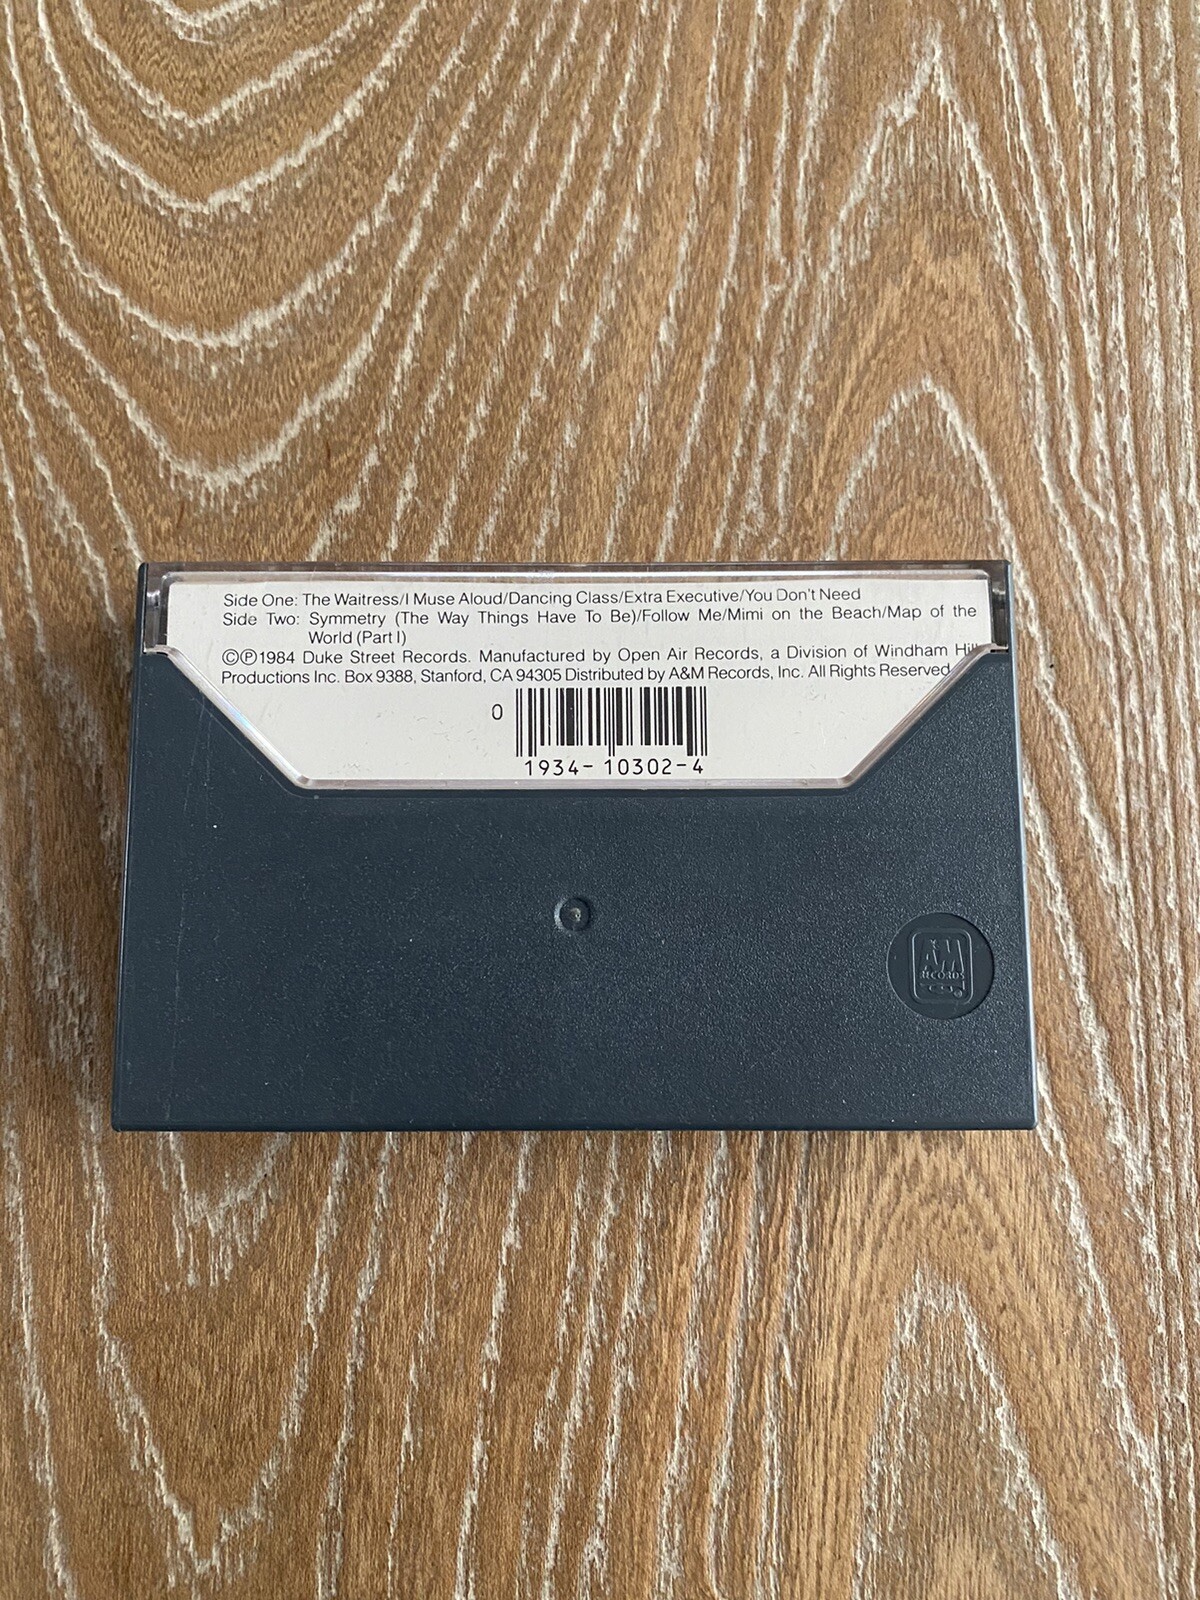 Side One: The Waitress/I Muse Aloud/Dancing Class/Extra Executive/You Don't Need
Side Two: Symmetry (The Way Things Have To Be)/Follow Me/Mimi on the Beach/Map of the
World (Part I)
©℗1984 Duke Street Records. Manufactured by Open Air Records, a Division of Windham Hill
Productions Inc. Box 9388, Stanford, CA 94305 Distributed by A&M Records, Inc. All Rights Reserved
0
1934-10302-4
A&M
RECORDS